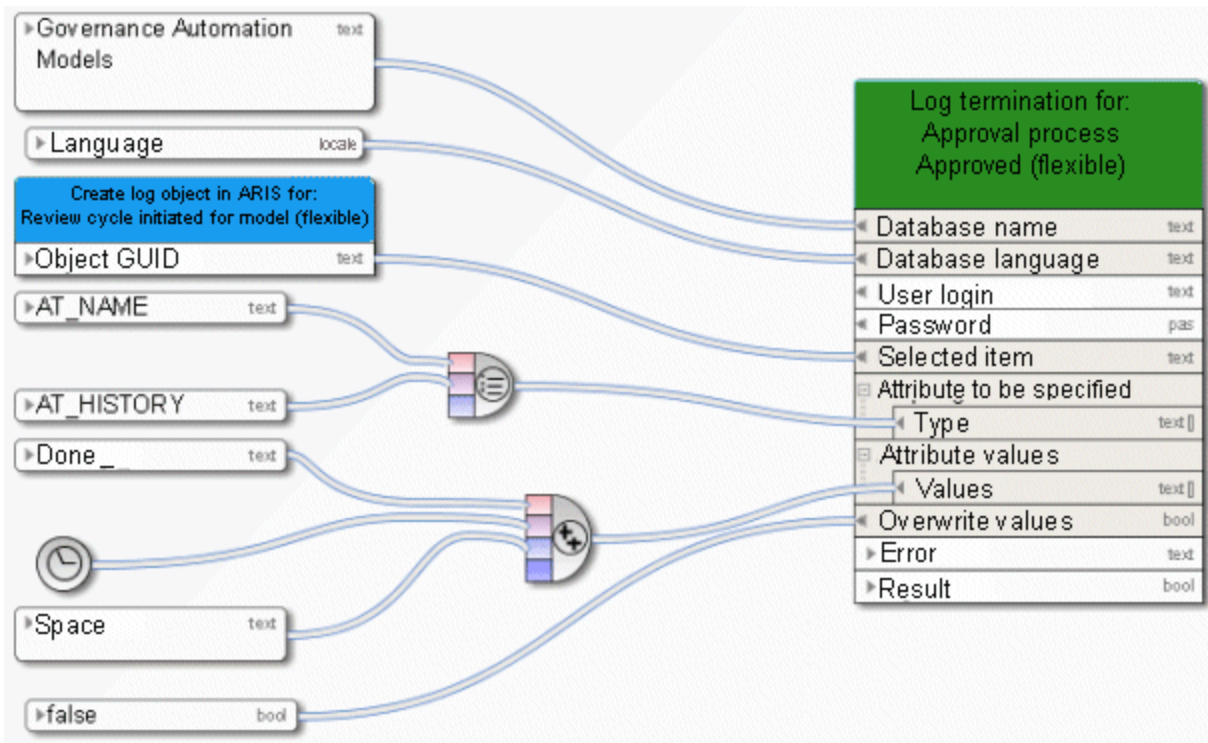 Governance Automation text
Models
Language locale
Create log object in ARIS for:
Review cycle initiated for model (flexible)
Object GUID text
AT_NAME text
AT_HISTORY text
Done_ _ text
Space text
false bool
Log termination for:
Approval process
Approved (flexible)
Database name text
Database language text
User login text
Password pas
Selected item text
Attribute to be specified
Type text[]
Attribute values
Values text[]
Overwrite values bool
Error text
Result bool